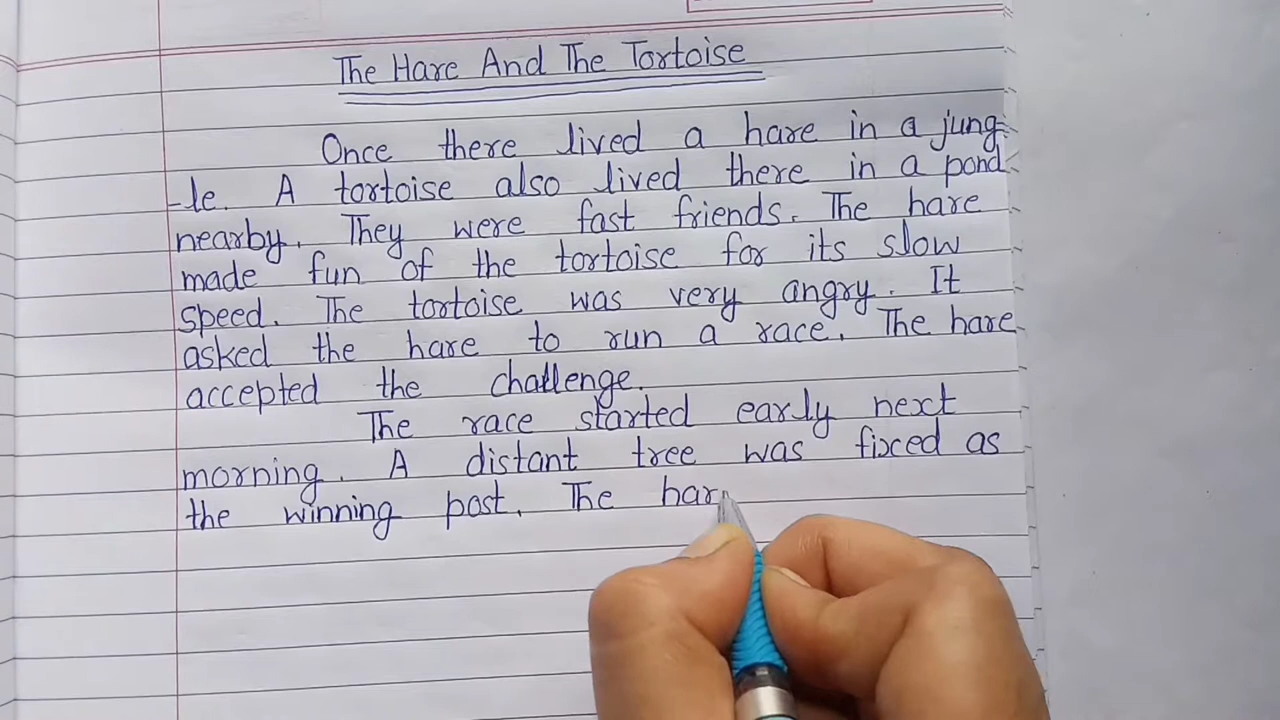 The Hare And The Tortoise
Once there lived a hare in a jung
-le. A tortoise also lived there in a pond
nearby. They were fast friends. The hare
made fun of the tortoise for its slow
speed. The tortoise was very angry. It
asked the hare to run a race. The hare
accepted the challenge.
The race started early next
morning. A distant tree was fixed as
the winning post. The har